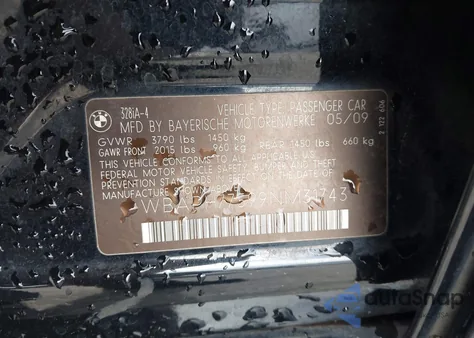 328iA-4 VEHICLE TYPE: PASSENGER CAR
MFD BY BAYERISCHE MOTORENWERKE 05/09
GVWR 3790 lbs 1450 kg
GAWR FRONT 2015 lbs 960 kg REAR 1450 lbs 660 kg
THIS VEHICLE CONFORMS TO ALL APPLICABLE
FEDERAL MOTOR VEHICLE SAFETY BUMPER AND THEFT
PREVENTION STANDARDS IN EFFECT ON THE DATE OF
MANUFACTURE SHOWN ABOVE
autoSnap